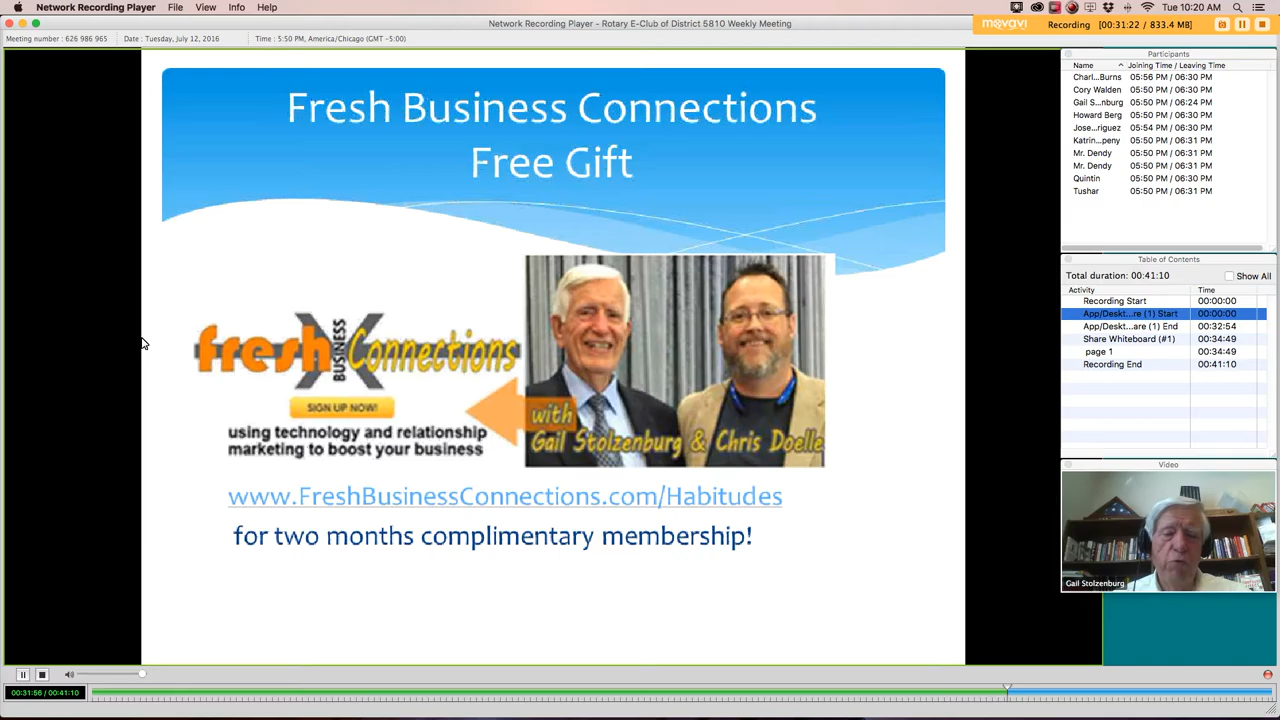 Network Recording Player File View Info Help
Tue 10:20 AM
Network Recording Player - Rotary E-Club of District 5810 Weekly Meeting
movavi Recording [00:31:22 / 833.4 MB]
Meeting number : 626 986 965 Date : Tuesday, July 12, 2016 Time : 5:50 PM, America/Chicago (GMT -5:00)
Fresh Business Connections
Free Gift
fresh BUSINESS Connections
SIGN UP NOW!
using technology and relationship
marketing to boost your business
with
Gail Stolzenburg & Chris Doelle
www.FreshBusinessConnections.com/Habitudes
for two months complimentary membership!
Participants
Name Joining Time / Leaving Time
Charl...Burns 05:56 PM / 06:30 PM
Cory Walden 05:50 PM / 06:30 PM
Gail S...nburg 05:50 PM / 06:24 PM
Howard Berg 05:50 PM / 06:30 PM
Jose...riguez 05:54 PM / 06:30 PM
Katrin...peny 05:50 PM / 06:31 PM
Mr. Dendy 05:50 PM / 06:31 PM
Mr. Dendy 05:50 PM / 06:31 PM
Quintin 05:50 PM / 06:30 PM
Tushar 05:50 PM / 06:31 PM
Table of Contents
Total duration: 00:41:10 Show All
Activity Time
Recording Start 00:00:00
App/Deskt...re (1) Start 00:00:00
App/Deskt...are (1) End 00:32:54
Share Whiteboard (#1) 00:34:49
page 1 00:34:49
Recording End 00:41:10
Video
Gail Stolzenburg
00:31:56 / 00:41:10